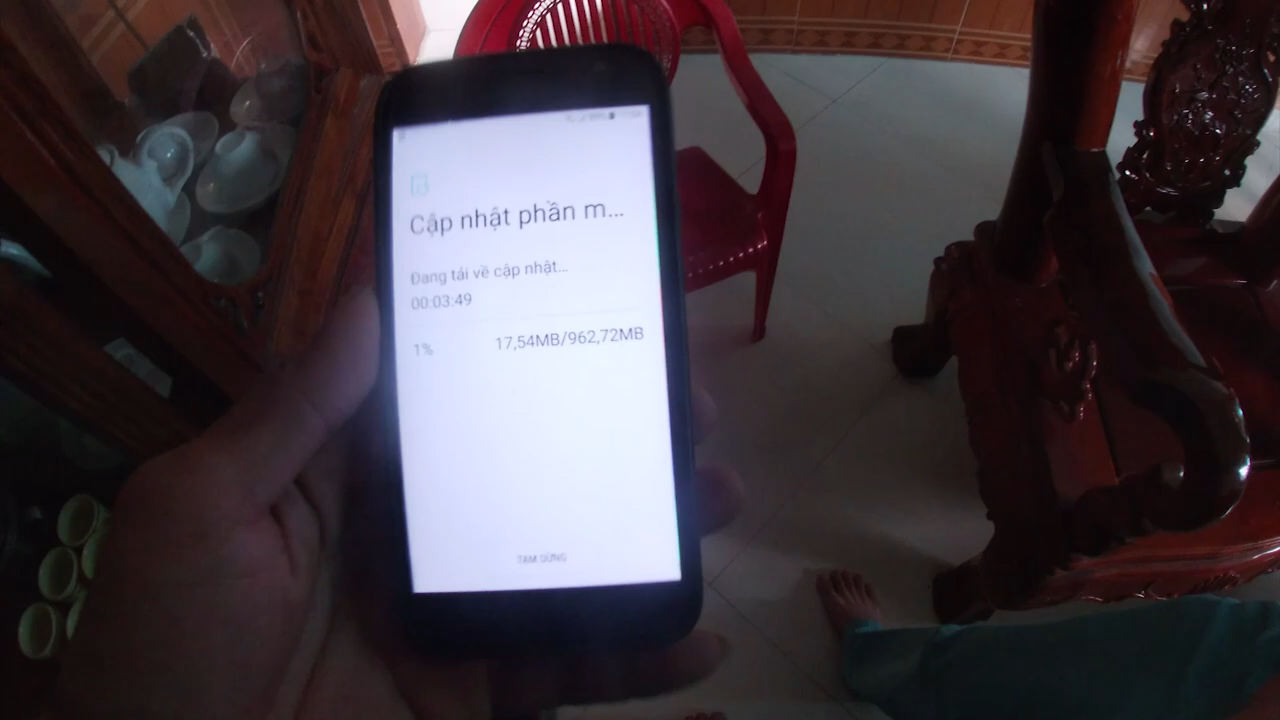 Cập nhật phần m...
Đang tải về cập nhật...
00:03:49
1%
17,54MB/962,72MB
TẠM DỪNG